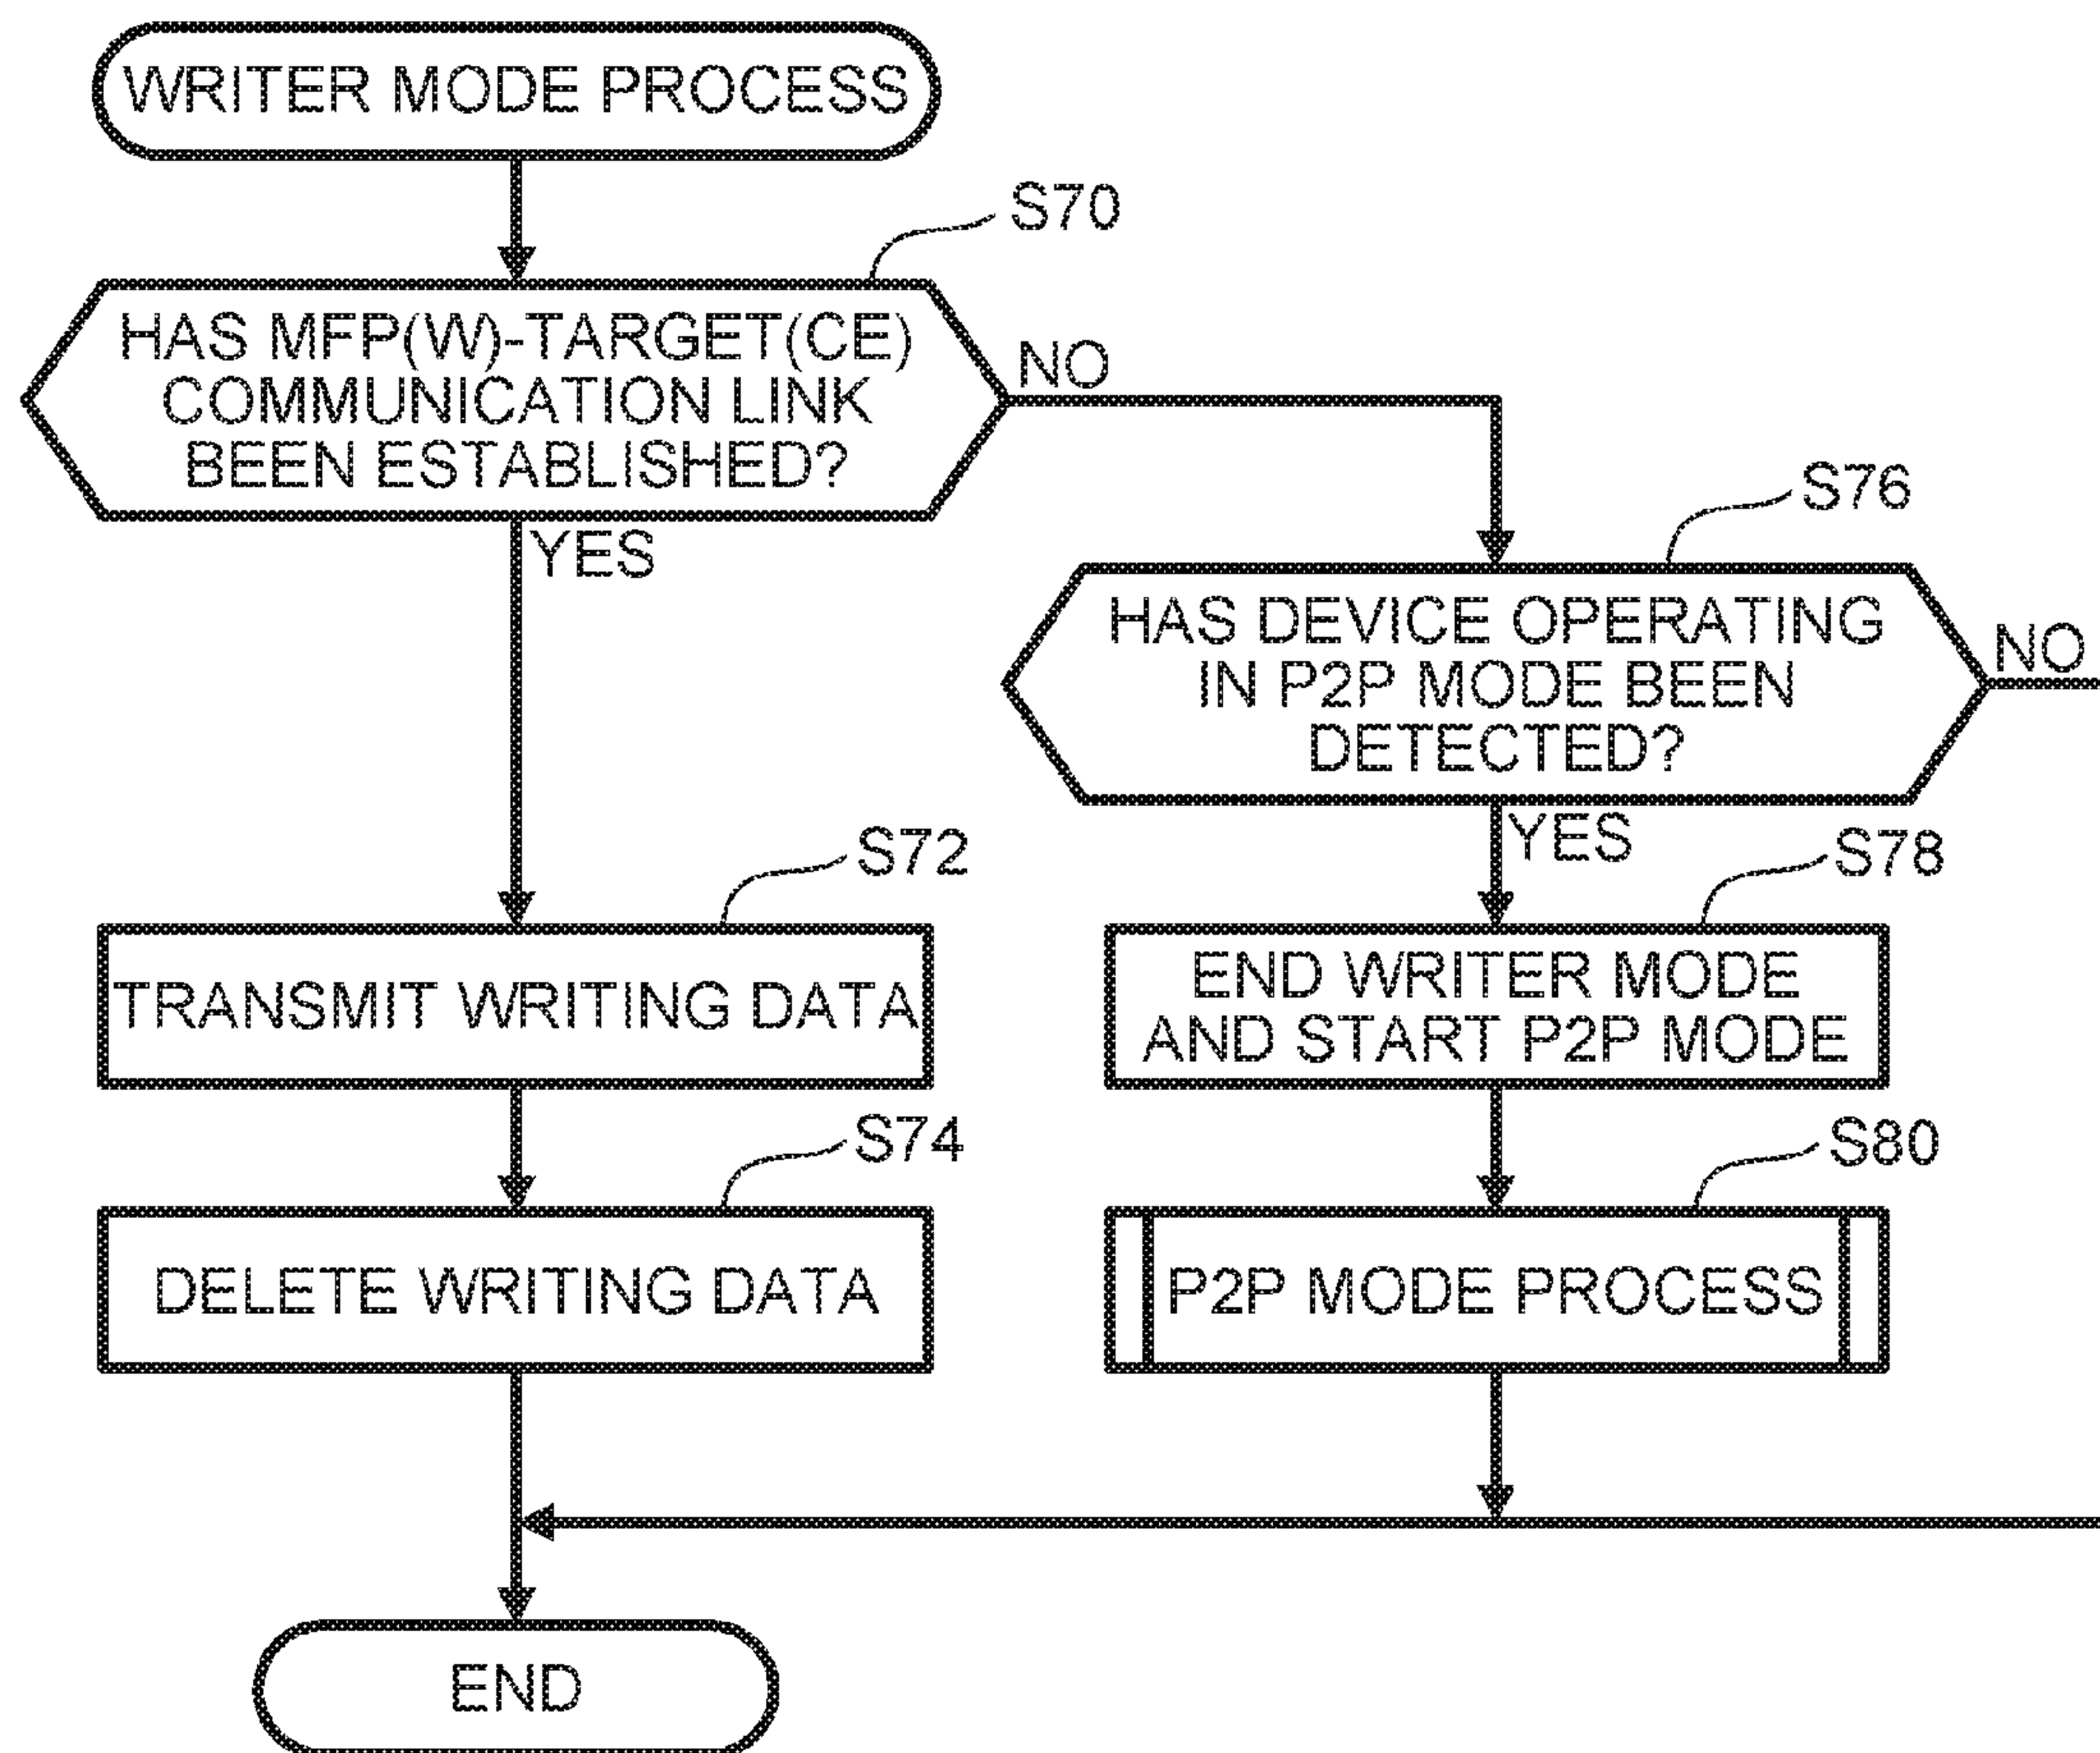 WRITER MODE PROCESS
S70
HAS MFP(W)-TARGET(CE)
COMMUNICATION LINK
BEEN ESTABLISHED?
NO
YES
S76
HAS DEVICE OPERATING
IN P2P MODE BEEN
DETECTED?
NO
YES
S72
TRANSMIT WRITING DATA
S78
END WRITER MODE
AND START P2P MODE
S74
DELETE WRITING DATA
S80
P2P MODE PROCESS
END